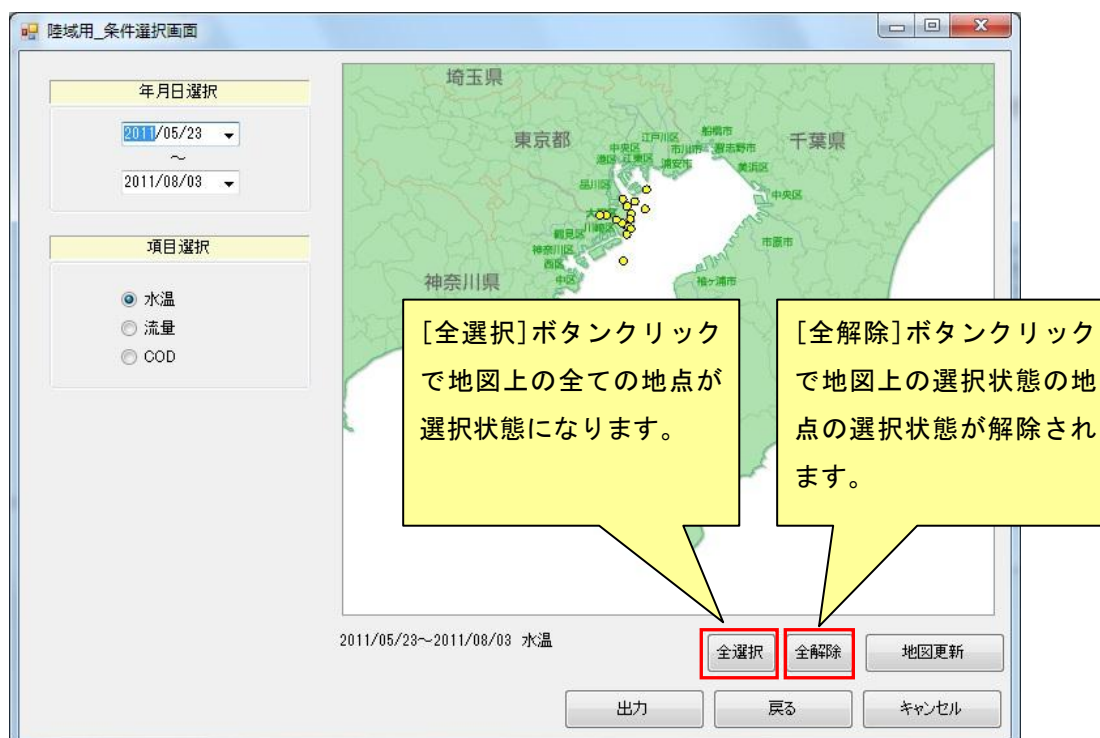 陸域用_条件選択画面
年月日選択
2011/05/23
～
2011/08/03
項目選択
水温
流量
COD
埼玉県
東京都
千葉県
神奈川県
江戸川区
船橋市
中央区
市川市
習志野市
港区
江東区
浦安市
美浜区
品川区
中央区
川崎区
鶴見区
神奈川区
西区
中区
市原市
袖ヶ浦市
[全選択]ボタンクリック
で地図上の全ての地点が
選択状態になります。
[全解除]ボタンクリック
で地図上の選択状態の地
点の選択状態が解除され
ます。
2011/05/23～2011/08/03 水温
全選択
全解除
地図更新
出力
戻る
キャンセル